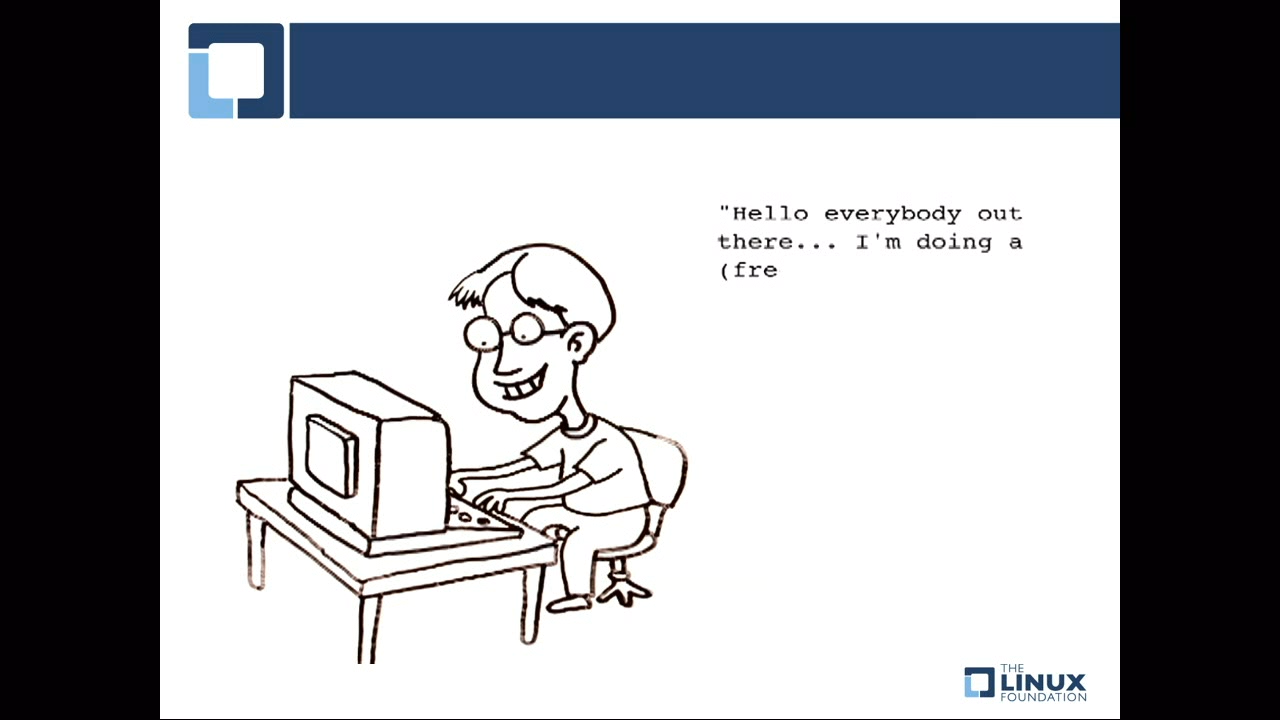 "Hello everybody out
there... I'm doing a
(fre
THE
LINUX
FOUNDATION